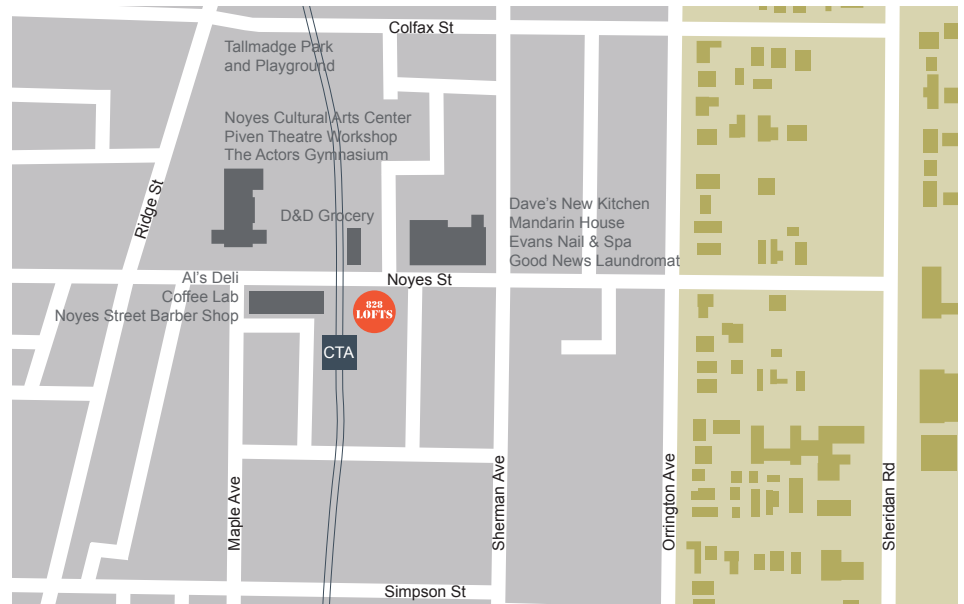 Colfax St
Tallmadge Park
and Playground
Noyes Cultural Arts Center
Piven Theatre Workshop
The Actors Gymnasium
Ridge St
D&D Grocery
Dave's New Kitchen
Mandarin House
Evans Nail & Spa
Good News Laundromat
Noyes St
Al's Deli
Coffee Lab
Noyes Street Barber Shop
828
LOFTS
CTA
Maple Ave
Sherman Ave
Orrington Ave
Sheridan Rd
Simpson St